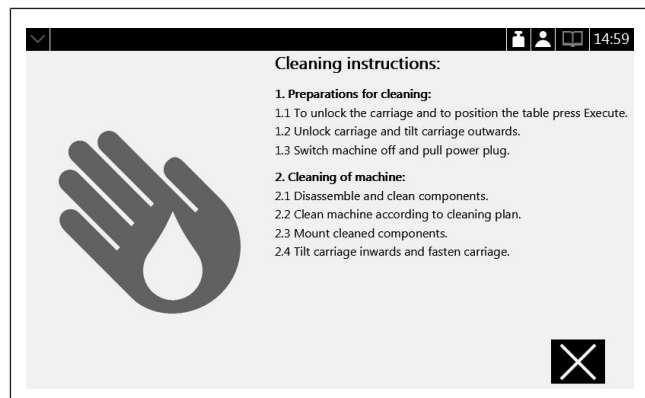 14:59
Cleaning instructions:
1. Preparations for cleaning:
1.1 To unlock the carriage and to position the table press Execute.
1.2 Unlock carriage and tilt carriage outwards.
1.3 Switch machine off and pull power plug.
2. Cleaning of machine:
2.1 Disassemble and clean components.
2.2 Clean machine according to cleaning plan.
2.3 Mount cleaned components.
2.4 Tilt carriage inwards and fasten carriage.